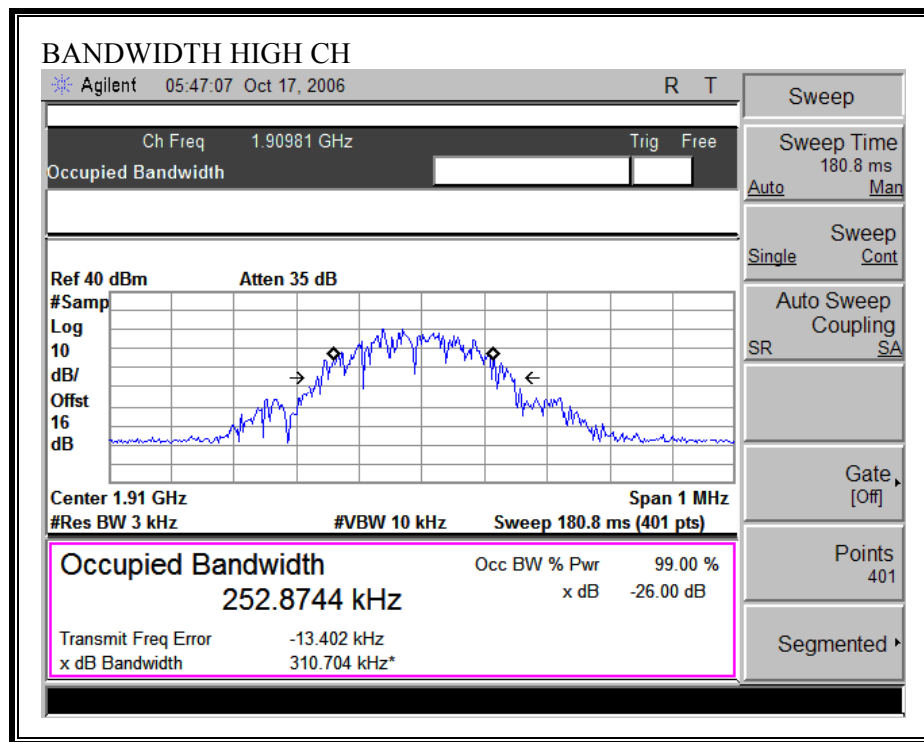 BANDWIDTH HIGH CH
Agilent 05:47:07 Oct 17, 2006 R T
Ch Freq 1.90981 GHz Trig Free
Occupied Bandwidth
Ref 40 dBm Atten 35 dB
#Samp
Log
10
dB/
Offst
16
dB
Center 1.91 GHz Span 1 MHz
#Res BW 3 kHz #VBW 10 kHz Sweep 180.8 ms (401 pts)
Occupied Bandwidth Occ BW % Pwr 99.00 %
252.8744 kHz x dB -26.00 dB
Transmit Freq Error -13.402 kHz
x dB Bandwidth 310.704 kHz*
Sweep
Sweep Time
180.8 ms
Auto Man
Sweep
Single Cont
Auto Sweep
Coupling
SR SA
Gate
[Off]
Points
401
Segmented